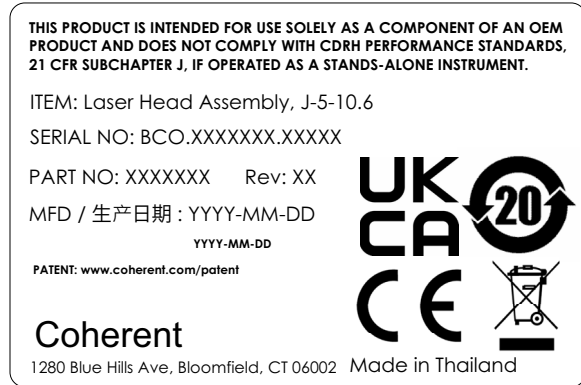 THIS PRODUCT IS INTENDED FOR USE SOLELY AS A COMPONENT OF AN OEM
PRODUCT AND DOES NOT COMPLY WITH CDRH PERFORMANCE STANDARDS,
21 CFR SUBCHAPTER J, IF OPERATED AS A STANDS-ALONE INSTRUMENT.
ITEM: Laser Head Assembly, J-5-10.6
SERIAL NO: BCO.XXXXXXX.XXXXX
PART NO: XXXXXXX Rev: XX
MFD / 生产日期 : YYYY-MM-DD
YYYY-MM-DD
PATENT: www.coherent.com/patent
UK
CA
20
CE
Coherent
1280 Blue Hills Ave, Bloomfield, CT 06002 Made in Thailand